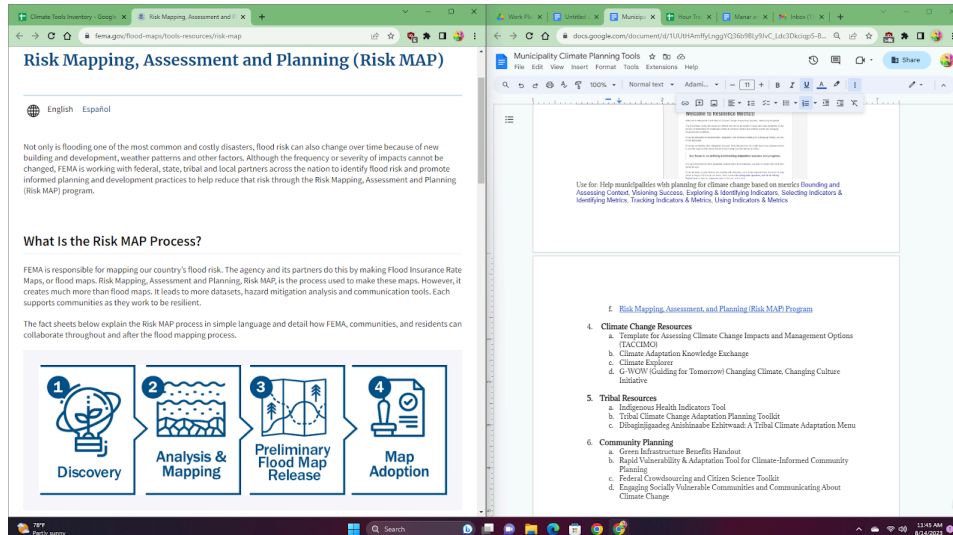 Climate Tools Inventory - Google
Risk Mapping, Assessment and P
fema.gov/flood-maps/tools-resources/risk-map
Risk Mapping, Assessment and Planning (Risk MAP)
English Español
Not only is flooding one of the most common and costly disasters, flood risk can also change over time because of new
building and development, weather patterns and other factors. Although the frequency or severity of impacts cannot be
changed, FEMA is working with federal, state, tribal and local partners across the nation to identify flood risk and promote
informed planning and development practices to help reduce that risk through the Risk Mapping, Assessment and Planning
(Risk MAP) program.
What Is the Risk MAP Process?
FEMA is responsible for mapping our country's flood risk. The agency and its partners do this by making Flood Insurance Rate
Maps, or flood maps. Risk Mapping, Assessment and Planning, Risk MAP, is the process used to make these maps. However, it
creates much more than flood maps. It leads to more datasets, hazard mitigation analysis and communication tools. Each
supports communities as they work to be resilient.
The fact sheets below explain the Risk MAP process in simple language and detail how FEMA, communities, and residents can
collaborate throughout and after the flood mapping process.
1
Discovery
2
Analysis &
Mapping
3
Preliminary
Flood Map
Release
4
Map
Adoption
Work Pl
Untitled
Municip
Hour Tra
Menar
Inbox (
docs.google.com/document/d/
Municipality Climate Planning Tools
File Edit View Insert Format Tools Extensions Help
Share
100% Normal text Adami... 11 B I U A
Welcome to Resilience Metrics!
Use for: Help municipalities with planning for climate change based on metrics Bounding and
Assessing Context, Visioning Success, Exploring & Identifying Indicators, Selecting Indicators &
Identifying Metrics, Tracking Indicators & Metrics, Using Indicators & Metrics
f. Risk Mapping, Assessment, and Planning (Risk MAP) Program
4. Climate Change Resources
a. Template for Assessing Climate Change Impacts and Management Options
(TACCIMO)
b. Climate Adaptation Knowledge Exchange
c. Climate Explorer
d. G-WOW (Guiding for Tomorrow) Changing Climate, Changing Culture
Initiative
5. Tribal Resources
a. Indigenous Health Indicators Tool
b. Tribal Climate Change Adaptation Planning Toolkit
c. Dibaginjigaadeg Anishinaabe Ezhitwaad: A Tribal Climate Adaptation Menu
6. Community Planning
a. Green Infrastructure Benefits Handout
b. Rapid Vulnerability & Adaptation Tool for Climate-Informed Community
Planning
c. Federal Crowdsourcing and Citizen Science Toolkit
d. Engaging Socially Vulnerable Communities and Communicating About
Climate Change
78°F
Partly sunny
Search
11:45 AM
8/14/2023